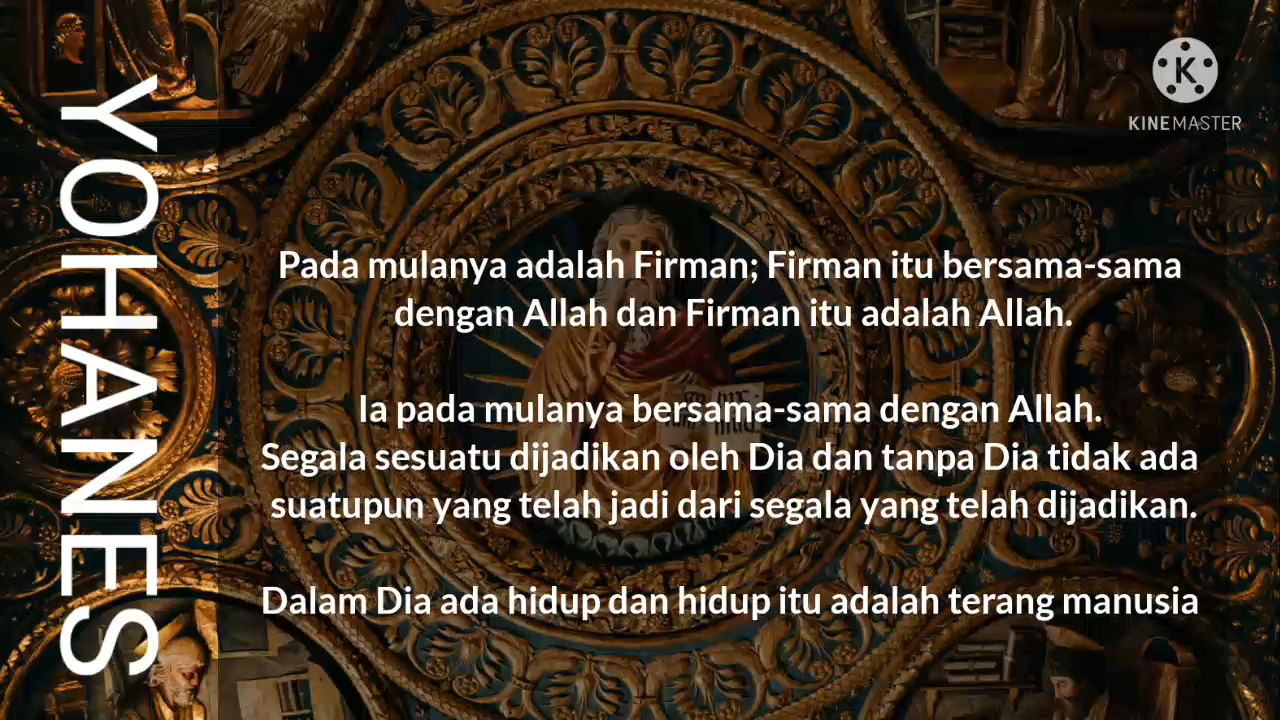 YOHANES
K
KINEMASTER
Pada mulanya adalah Firman; Firman itu bersama-sama
dengan Allah dan Firman itu adalah Allah.
Ia pada mulanya bersama-sama dengan Allah.
Segala sesuatu dijadikan oleh Dia dan tanpa Dia tidak ada
suatupun yang telah jadi dari segala yang telah dijadikan.
Dalam Dia ada hidup dan hidup itu adalah terang manusia